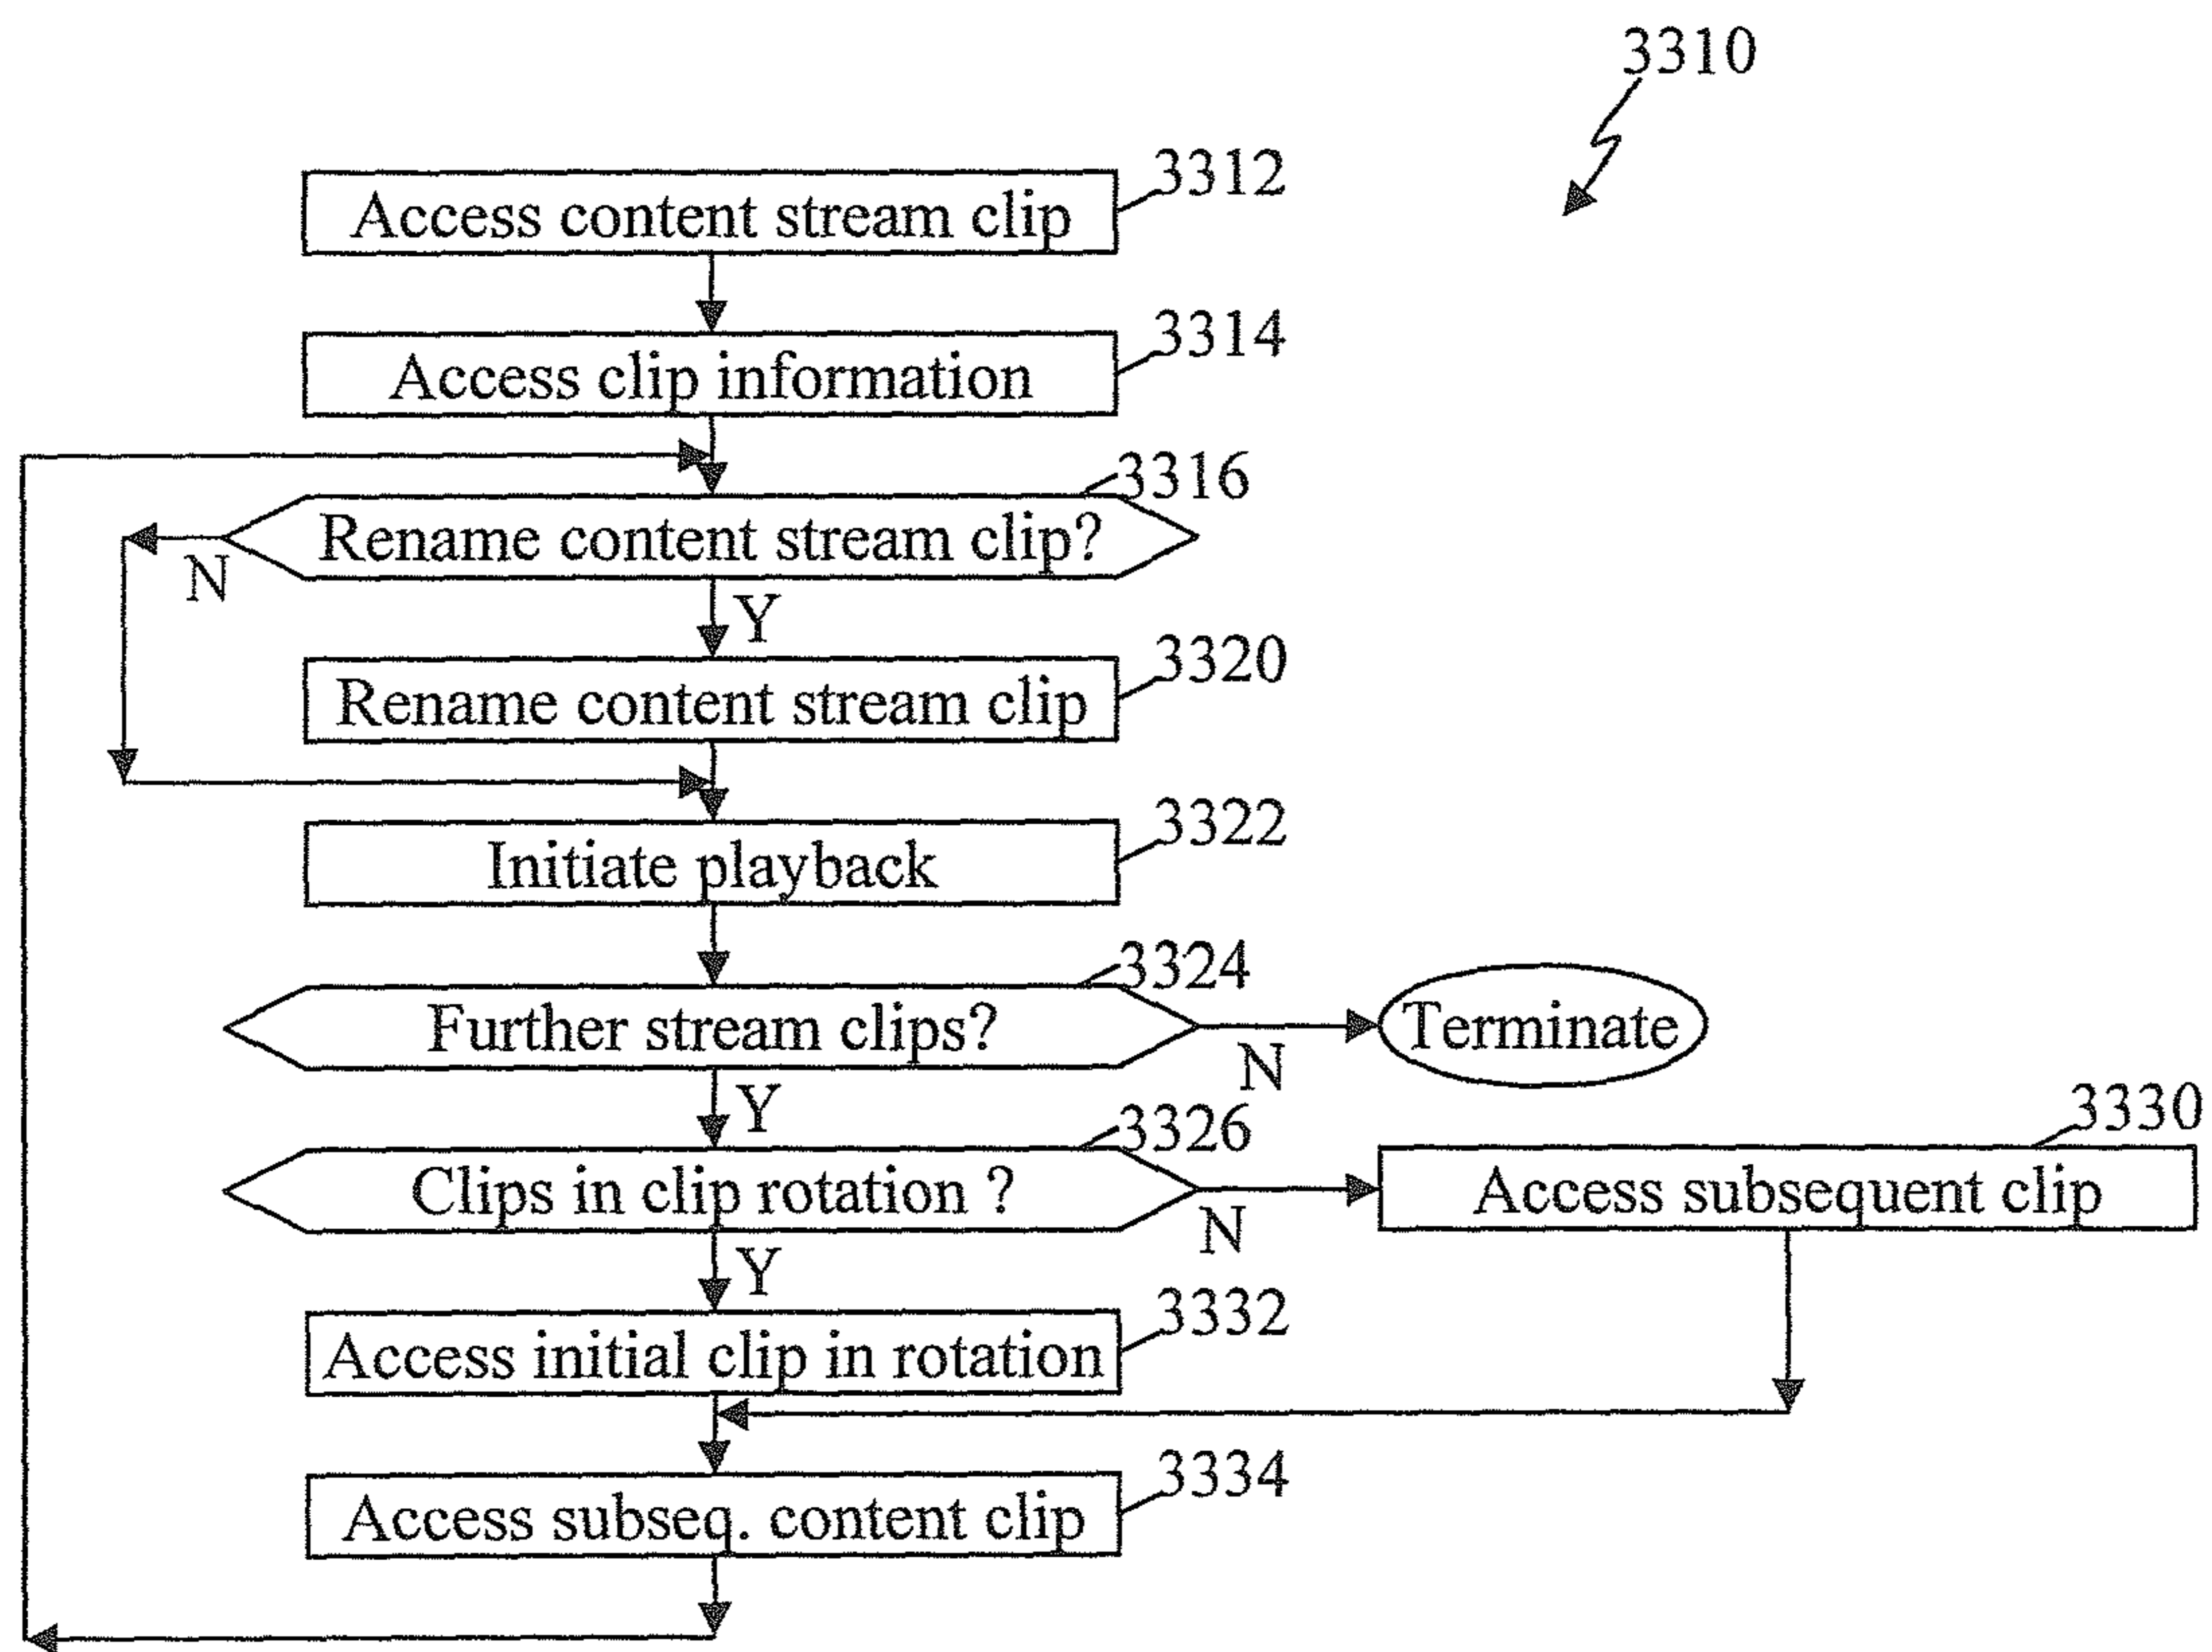 3310
3312
Access content stream clip
3314
Access clip information
3316
Rename content stream clip?
N
Y
3320
Rename content stream clip
3322
Initiate playback
3324
Further stream clips?
N
Terminate
Y
3326
3330
Clips in clip rotation ?
N
Access subsequent clip
Y
3332
Access initial clip in rotation
3334
Access subseq. content clip